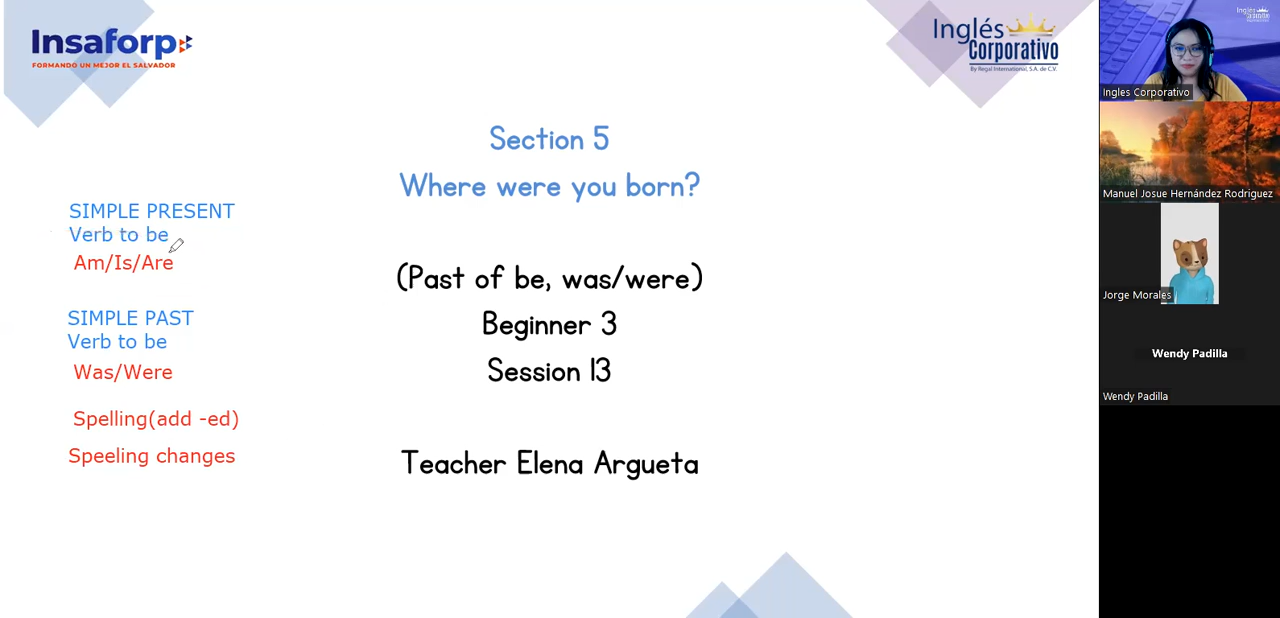 Insaforp
FORMANDO UN MEJOR EL SALVADOR
Inglés
Corporativo
By Regal International, S.A. de C.V.
Section 5
Where were you born?
SIMPLE PRESENT
Verb to be
Am/Is/Are
SIMPLE PAST
Verb to be
Was/Were
Spelling(add -ed)
Speeling changes
(Past of be, was/were)
Beginner 3
Session 13
Teacher Elena Argueta
Inglés
Ingles Corporativo
Manuel Josue Hernández Rodriguez
Jorge Morales
Wendy Padilla
Wendy Padilla